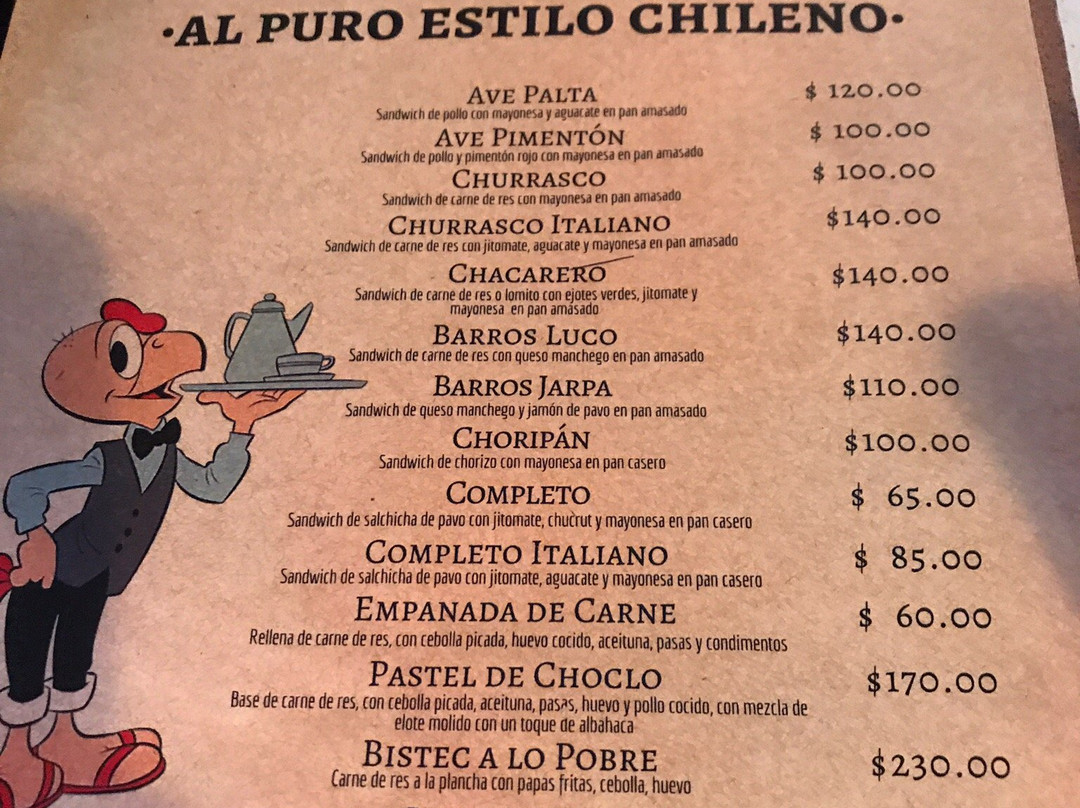 ·AL PURO ESTILO CHILENO·
AVE PALTA $ 120.00
Sandwich de pollo con mayonesa y aguacate en pan amasado
AVE PIMENTÓN $ 100.00
Sandwich de pollo y pimentón rojo con mayonesa en pan amasado
CHURRASCO $ 100.00
Sandwich de carne de res con mayonesa en pan amasado
CHURRASCO ITALIANO $140.00
Sandwich de carne de res con jitomate, aguacate y mayonesa en pan amasado
CHACARERO $140.00
Sandwich de carne de res o lomito con ejotes verdes, jitomate y
mayonesa en pan amasado
BARROS LUCO $140.00
Sandwich de carne de res con queso manchego en pan amasado
BARROS JARPA $110.00
Sandwich de queso manchego y jamón de pavo en pan amasado
CHORIPÁN $100.00
Sandwich de chorizo con mayonesa en pan casero
COMPLETO $ 65.00
Sandwich de salchicha de pavo con jitomate, chucrut y mayonesa en pan casero
COMPLETO ITALIANO $ 85.00
Sandwich de salchicha de pavo con jitomate, aguacate y mayonesa en pan casero
EMPANADA DE CARNE $ 60.00
Rellena de carne de res, con cebolla picada, huevo cocido, aceituna, pasas y condimentos
PASTEL DE CHOCLO $170.00
Base de carne de res, con cebolla picada, aceituna, pasas, huevo y pollo cocido, con mezcla de
elote molido con un toque de albahaca
BISTEC A LO POBRE $230.00
Carne de res a la plancha con papas fritas, cebolla, huevo